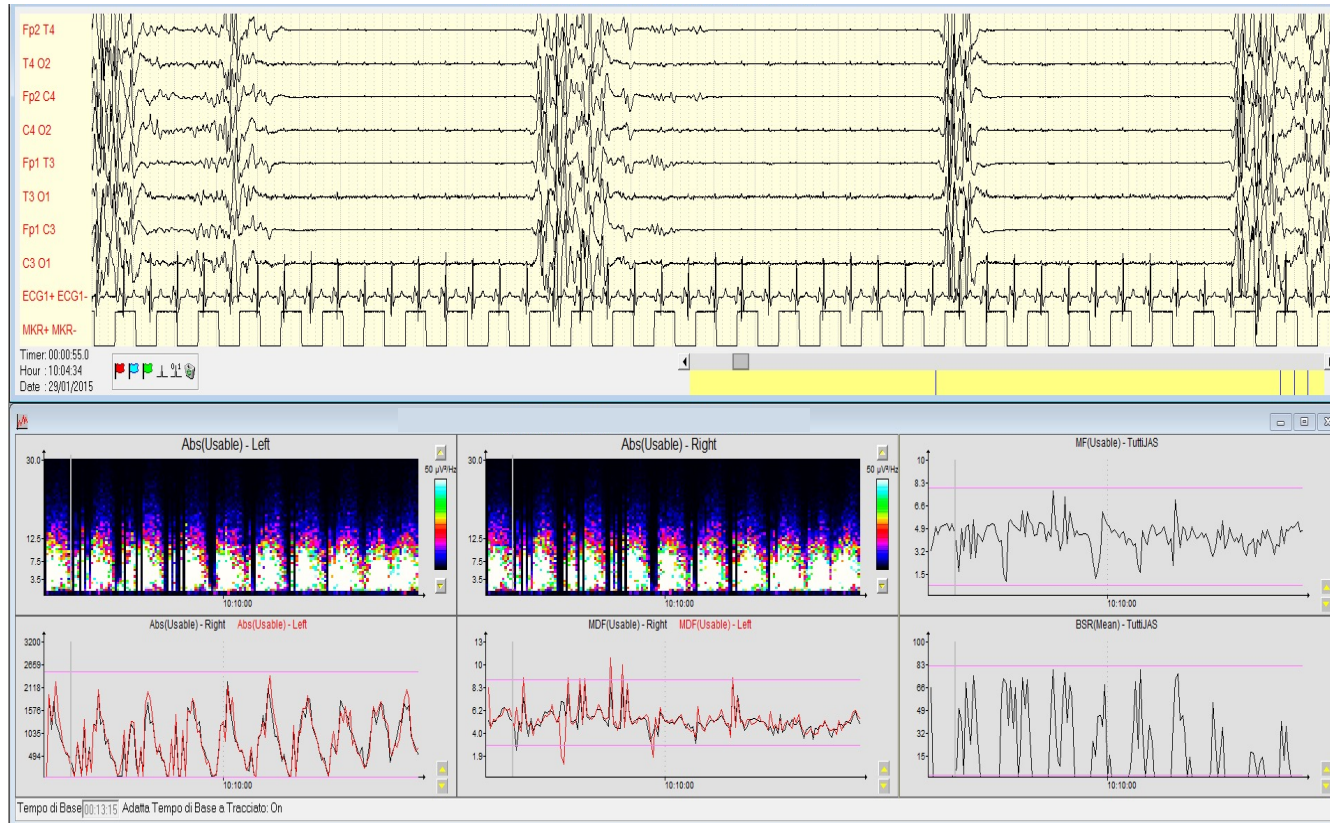 Fp2 T4
T4 O2
Fp2 C4
C4 O2
Fp1 T3
T3 O1
Fp1 C3
C3 O1
ECG1+ ECG1-
MKR+ MKR-
Timer: 00:00:55.0
Hour : 10:04:34
Date : 29/01/2015
Abs(Usable) - Left
30.0
12.5
7.5
3.5
10:10:00
50 µV²/Hz
Abs(Usable) - Right
30.0
12.5
7.5
3.5
10:10:00
50 µV²/Hz
MF(Usable) - TuttiJAS
10
8.3
6.6
4.9
3.2
1.5
10:10:00
Abs(Usable) - Right Abs(Usable) - Left
3200
2659
2118
1576
1035
494
10:10:00
MDF(Usable) - Right MDF(Usable) - Left
13
10
8.3
6.2
4.0
1.9
10:10:00
BSR(Mean) - TuttiJAS
100
83
66
49
32
15
10:10:00
Tempo di Base 00:13:15 Adatta Tempo di Base a Tracciato: On